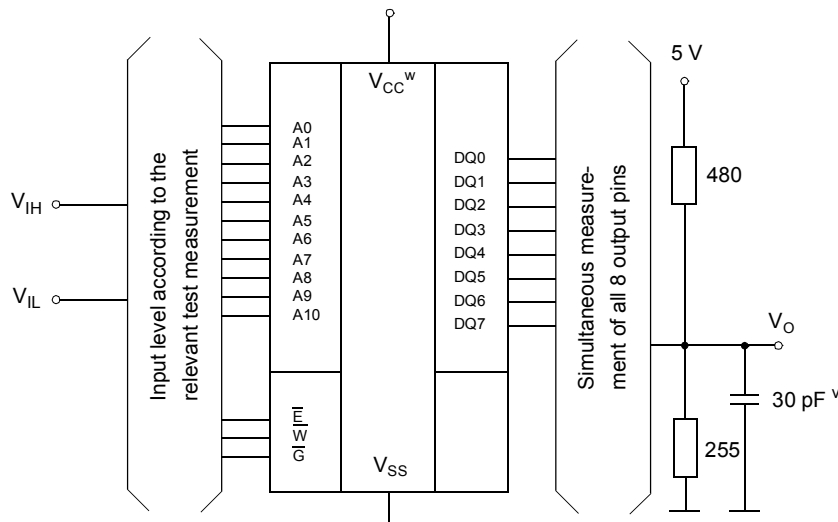 V_IH
V_IL
Input level according to the
relevant test measurement
V_CC^w
A0
A1
A2
A3
A4
A5
A6
A7
A8
A9
A10
E̅
W̅
G̅
V_SS
DQ0
DQ1
DQ2
DQ3
DQ4
DQ5
DQ6
DQ7
Simultaneous measure-
ment of all 8 output pins
5 V
480
V_O
30 pF ^v
255